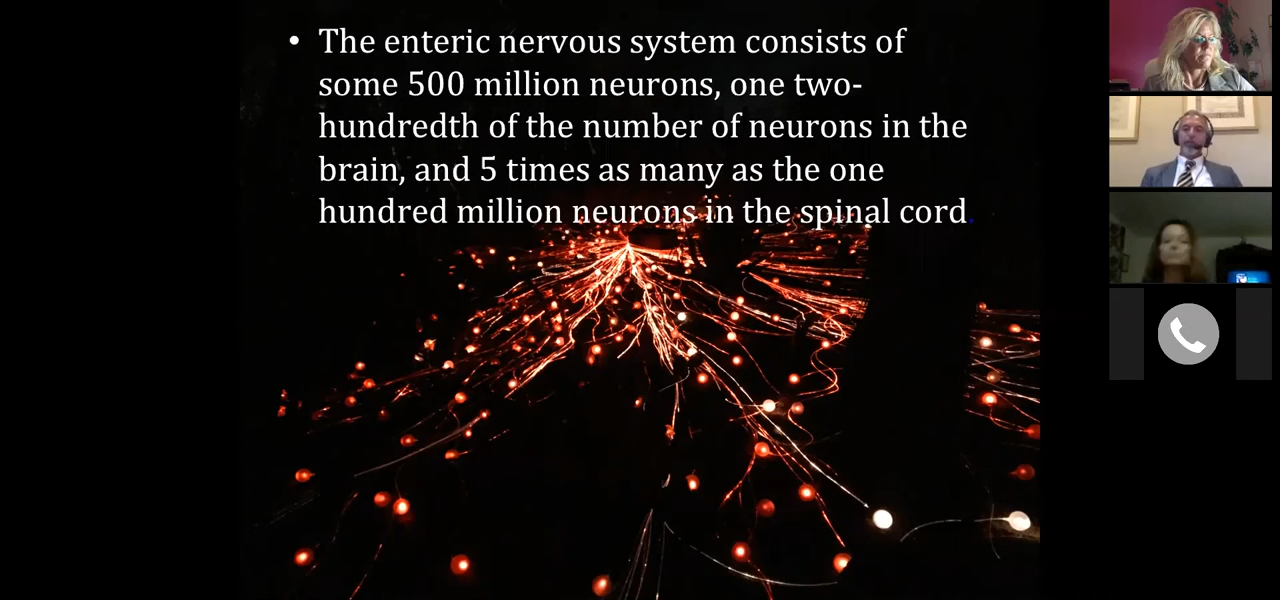 • The enteric nervous system consists of
some 500 million neurons, one two-
hundredth of the number of neurons in the
brain, and 5 times as many as the one
hundred million neurons in the spinal cord.